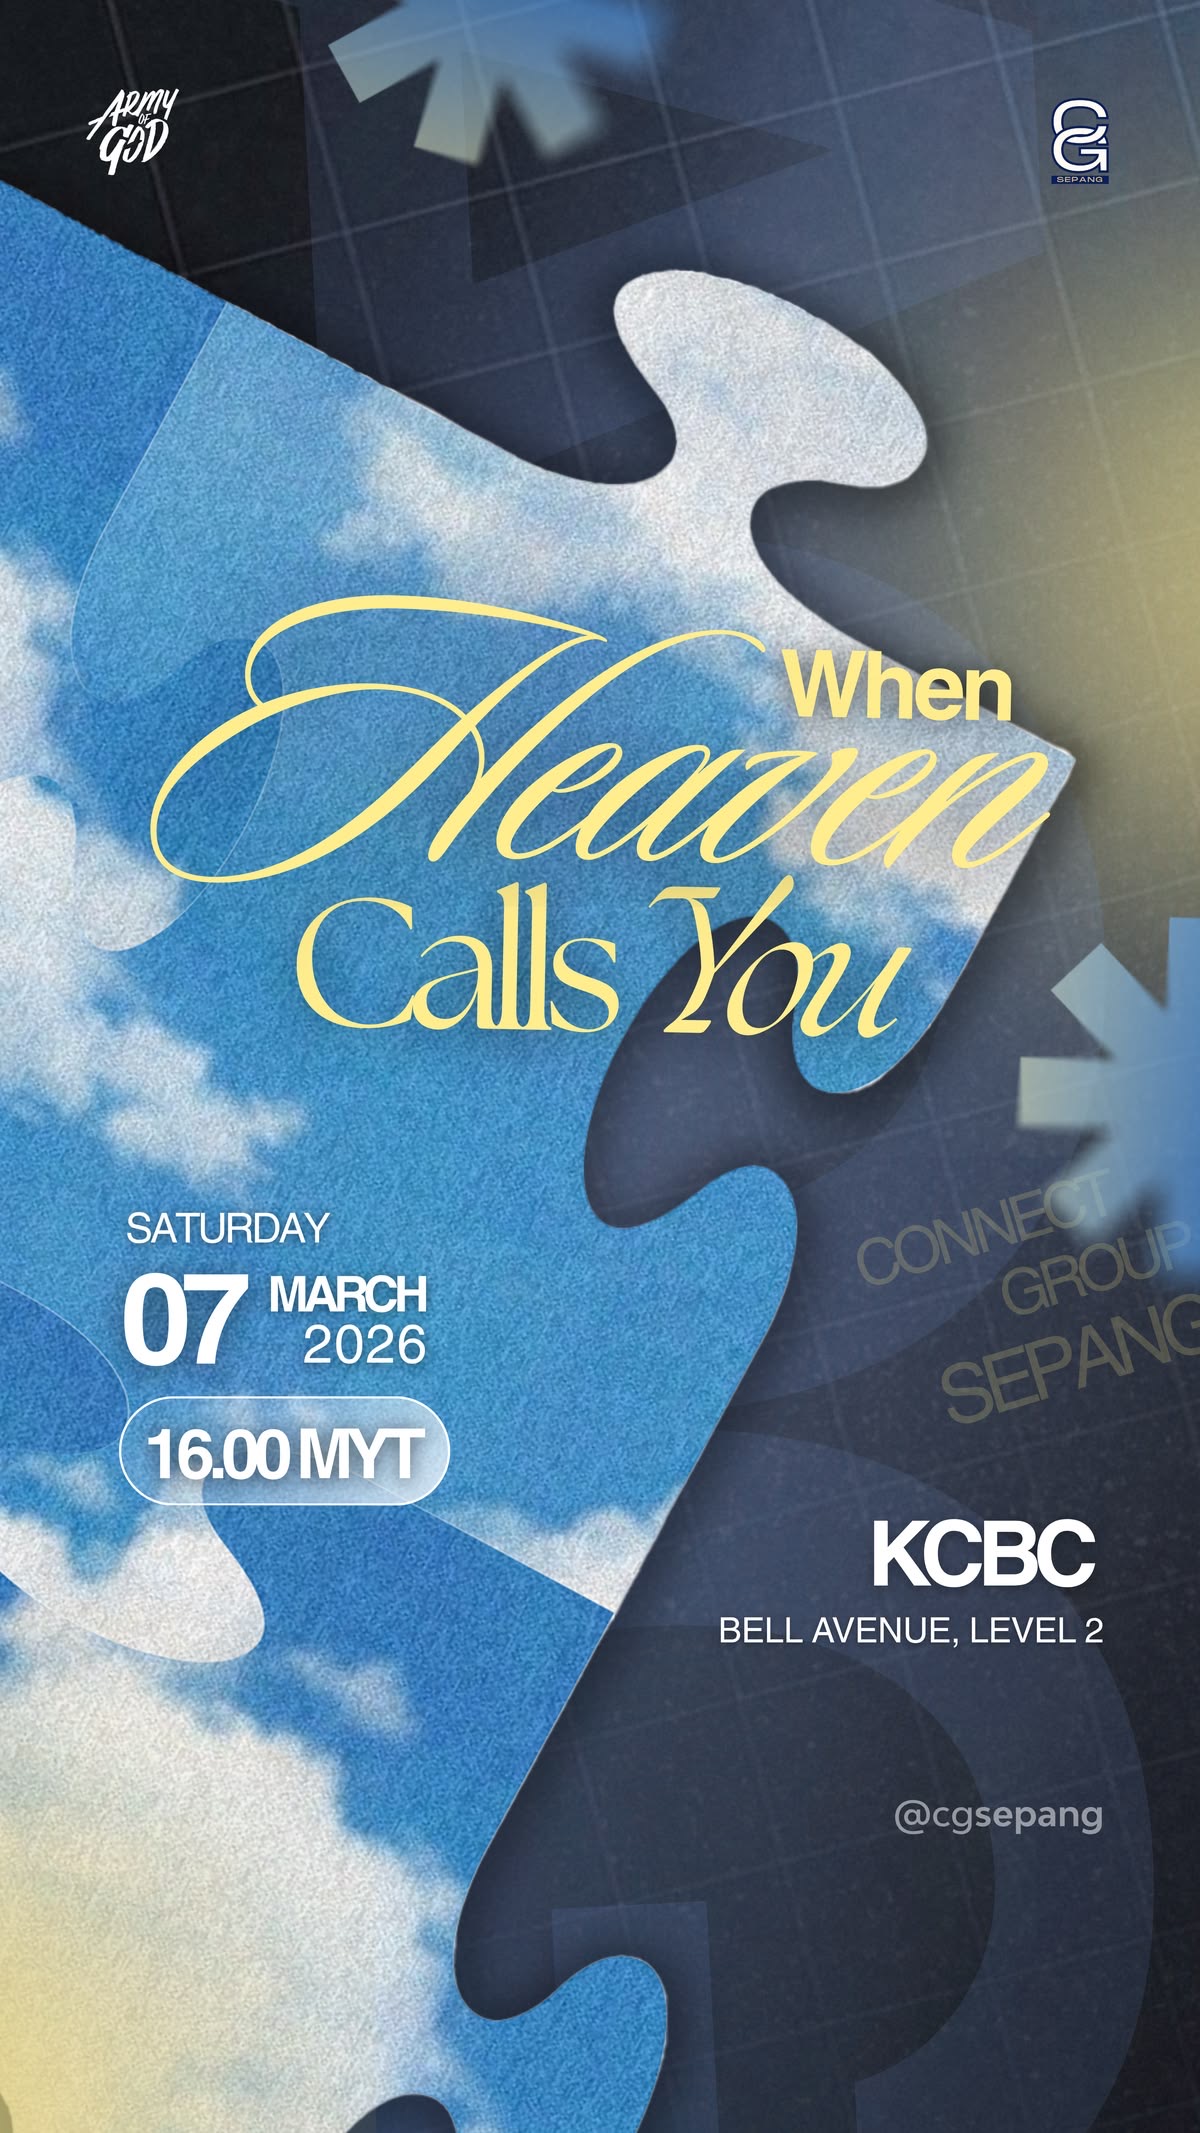 ARMY
OF
GOD
CG
SEPANG
When
Heaven
Calls You
SATURDAY
07 MARCH
2026
16.00 MYT
CONNECT
GROUP
SEPANG
KCBC
BELL AVENUE, LEVEL 2
@cgsepang